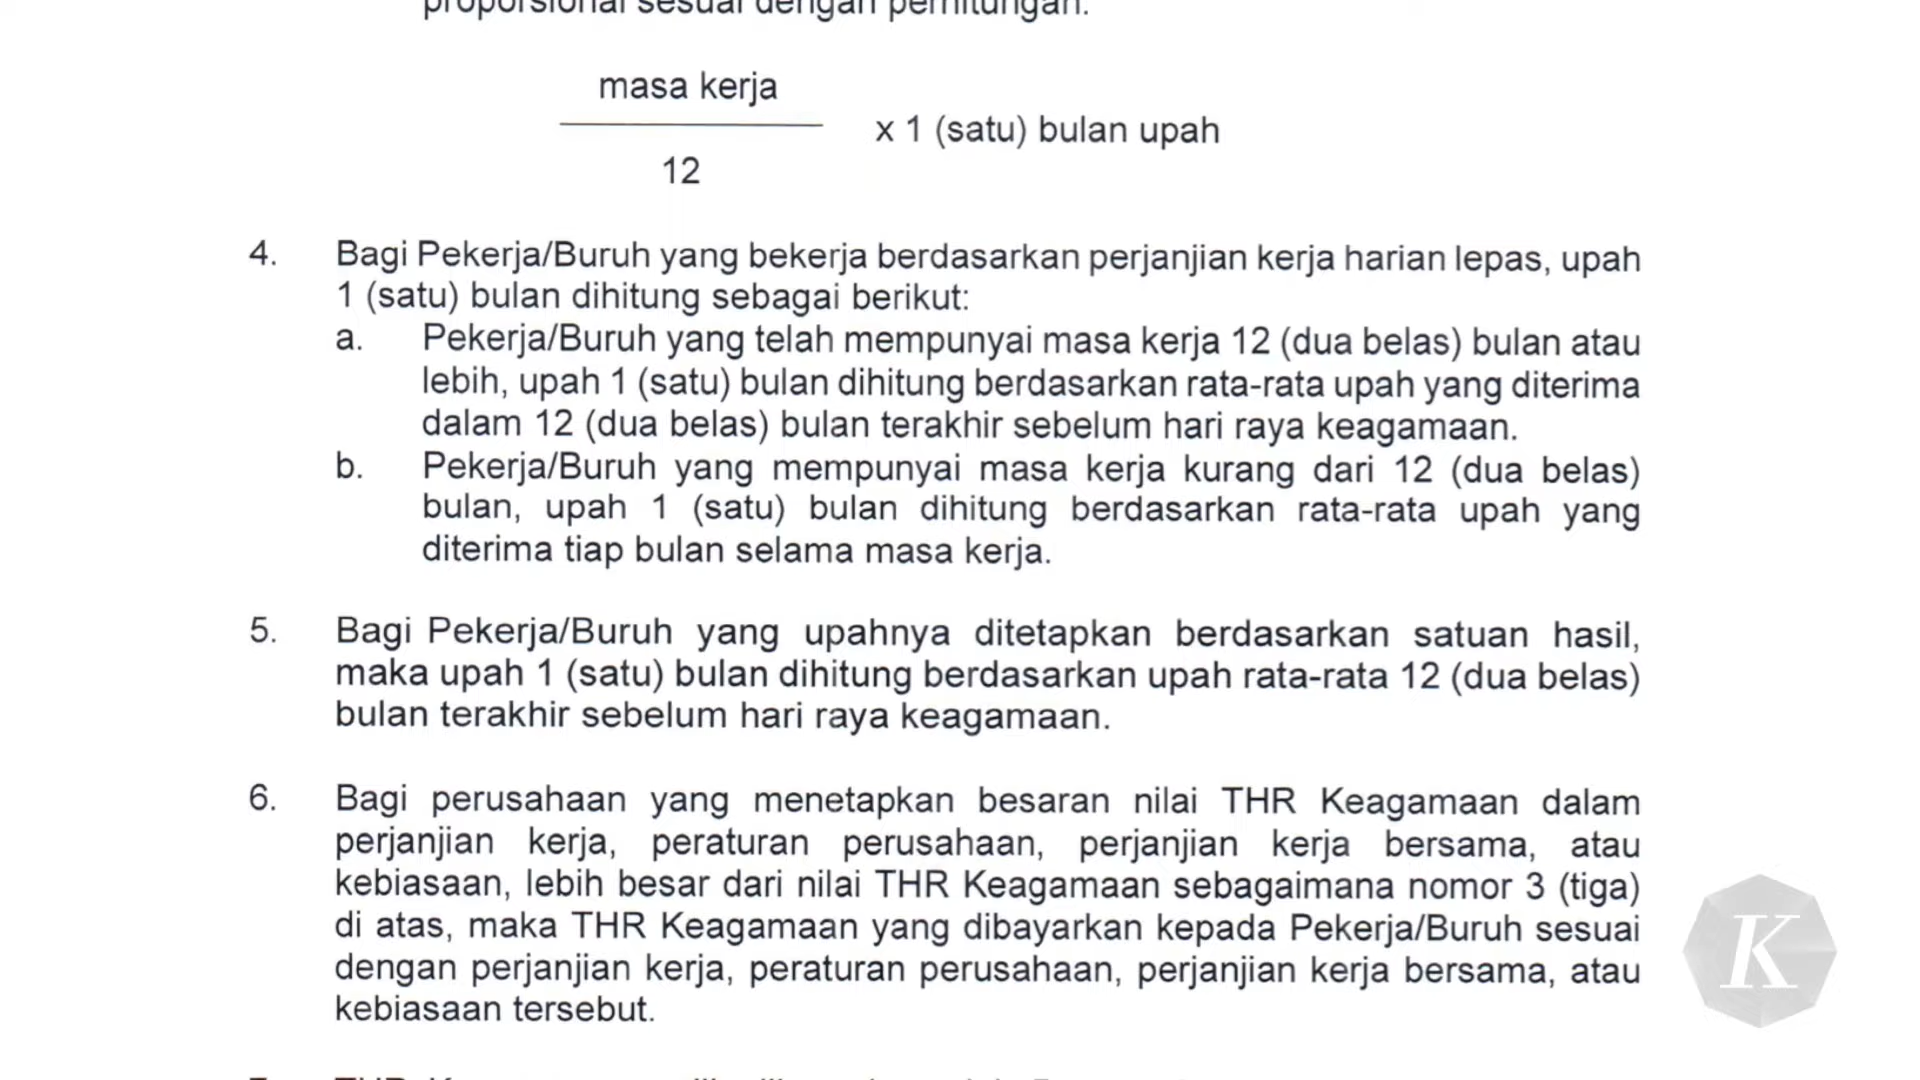 proporsional sesuai dengan perhitungan.
masa kerja
x 1 (satu) bulan upah
12
4. Bagi Pekerja/Buruh yang bekerja berdasarkan perjanjian kerja harian lepas, upah
1 (satu) bulan dihitung sebagai berikut:
a. Pekerja/Buruh yang telah mempunyai masa kerja 12 (dua belas) bulan atau
lebih, upah 1 (satu) bulan dihitung berdasarkan rata-rata upah yang diterima
dalam 12 (dua belas) bulan terakhir sebelum hari raya keagamaan.
b. Pekerja/Buruh yang mempunyai masa kerja kurang dari 12 (dua belas)
bulan, upah 1 (satu) bulan dihitung berdasarkan rata-rata upah yang
diterima tiap bulan selama masa kerja.
5. Bagi Pekerja/Buruh yang upahnya ditetapkan berdasarkan satuan hasil,
maka upah 1 (satu) bulan dihitung berdasarkan upah rata-rata 12 (dua belas)
bulan terakhir sebelum hari raya keagamaan.
6. Bagi perusahaan yang menetapkan besaran nilai THR Keagamaan dalam
perjanjian kerja, peraturan perusahaan, perjanjian kerja bersama, atau
kebiasaan, lebih besar dari nilai THR Keagamaan sebagaimana nomor 3 (tiga)
di atas, maka THR Keagamaan yang dibayarkan kepada Pekerja/Buruh sesuai
dengan perjanjian kerja, peraturan perusahaan, perjanjian kerja bersama, atau
kebiasaan tersebut.
K